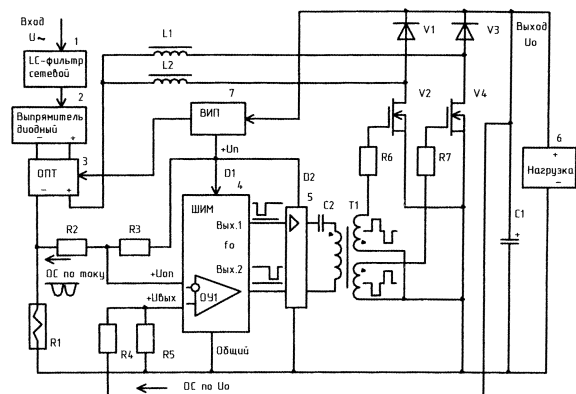 Вход
U~
1
LC-фильтр
сетевой
2
Выпрямитель
диодный
–
+
3
ОПТ
–
+
L1
L2
7
ВИП
+Uп
V1
V3
Выход
Uо
V2
V4
R6
R7
6
+
Нагрузка
–
D1
4
D2
5
ШИМ
Вых.1
fо
Вых.2
ОУ1
C2
T1
C1
+
R2
R3
ОС по току
+Uоп
+Uвых
R1
R4
R5
Общий
ОС по Uо